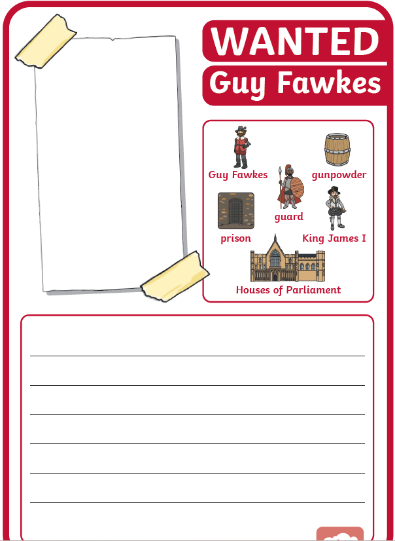 WANTED
Guy Fawkes
Guy Fawkes
gunpowder
guard
prison
King James I
Houses of Parliament